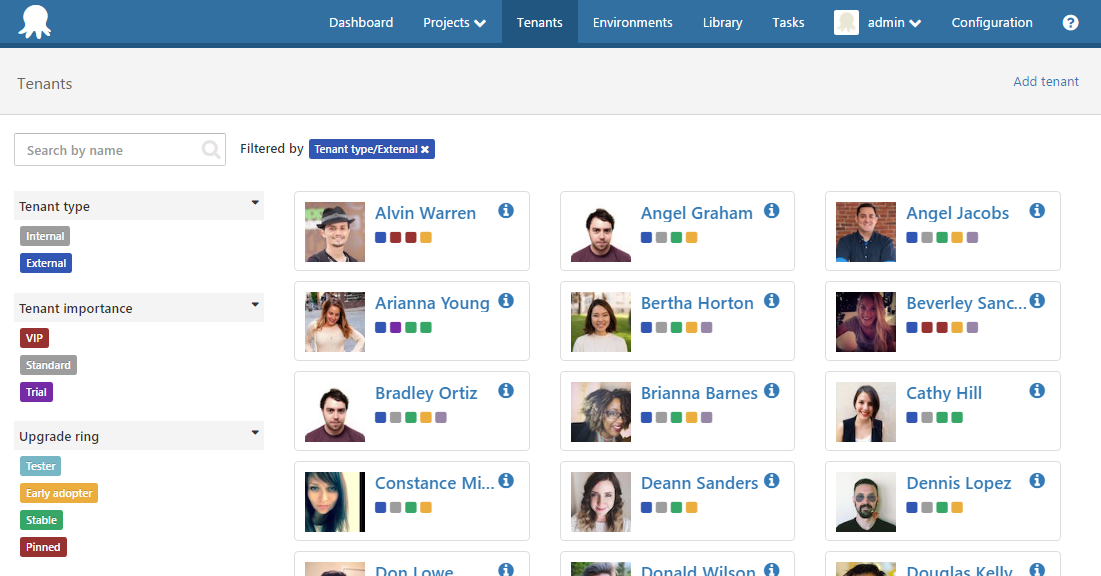 Dashboard Projects Tenants Environments Library Tasks admin Configuration ?
Tenants
Add tenant
Search by name
Filtered by Tenant type/External ×
Tenant type
Internal
External
Tenant importance
VIP
Standard
Trial
Upgrade ring
Tester
Early adopter
Stable
Pinned
Alvin Warren
Angel Graham
Angel Jacobs
Arianna Young
Bertha Horton
Beverley Sanc...
Bradley Ortiz
Brianna Barnes
Cathy Hill
Constance Mi...
Deann Sanders
Dennis Lopez
Don Lowe
Donald Wilson
Douglas Kelly